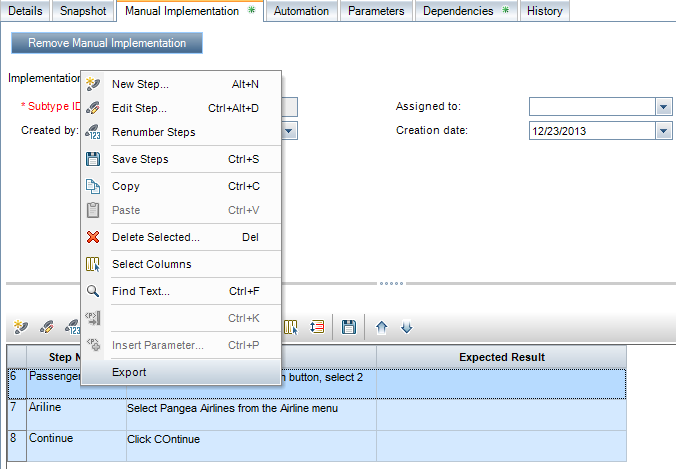 Details Snapshot Manual Implementation * Automation Parameters Dependencies * History
Remove Manual Implementation
Implementation
* Subtype ID Assigned to:
Created by: Creation date: 12/23/2013
New Step... Alt+N
Edit Step... Ctrl+Alt+D
Renumber Steps
Save Steps Ctrl+S
Copy Ctrl+C
Paste Ctrl+V
Delete Selected... Del
Select Columns
Find Text... Ctrl+F
<P> Ctrl+K
<P> Insert Parameter... Ctrl+P
Export
Step N Expected Result
6 Passenger button, select 2
7 Ariline Select Pangea Airlines from the Airline menu
8 Continue Click COntinue